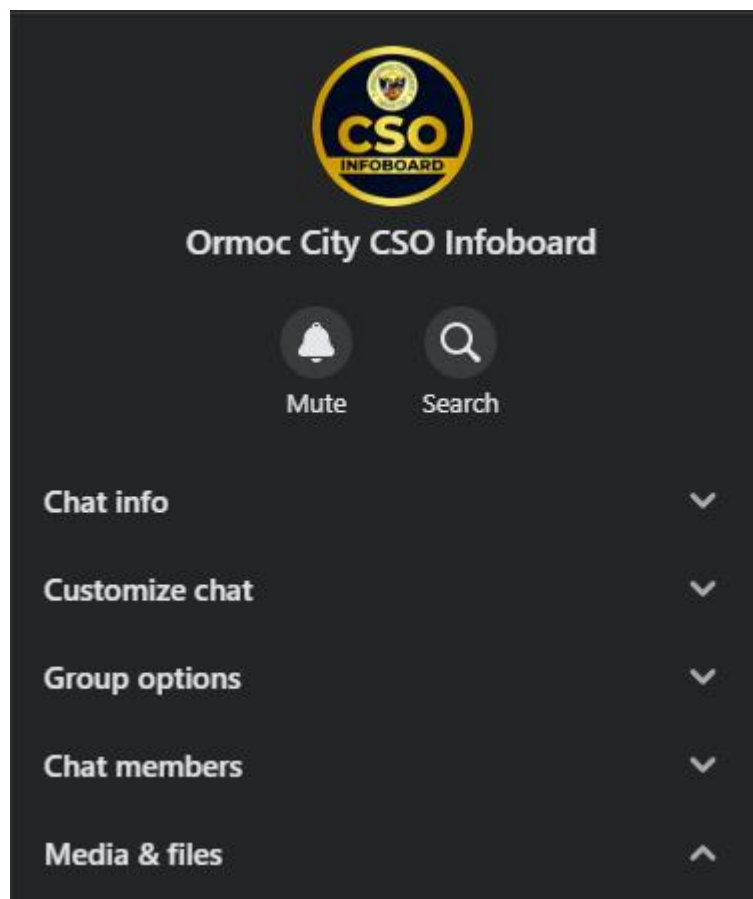 CSO
INFOBOARD
Ormoc City CSO Infoboard
Mute Search
Chat info
Customize chat
Group options
Chat members
Media & files